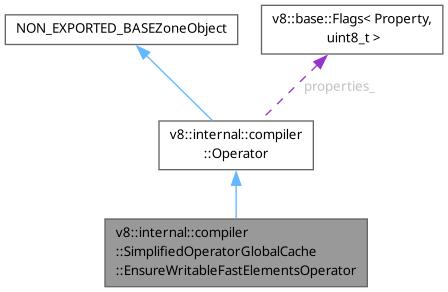 NON_EXPORTED_BASEZoneObject
v8::base::Flags< Property,
uint8_t >
properties_
v8::internal::compiler
::Operator
v8::internal::compiler
::SimplifiedOperatorGlobalCache
::EnsureWritableFastElementsOperator